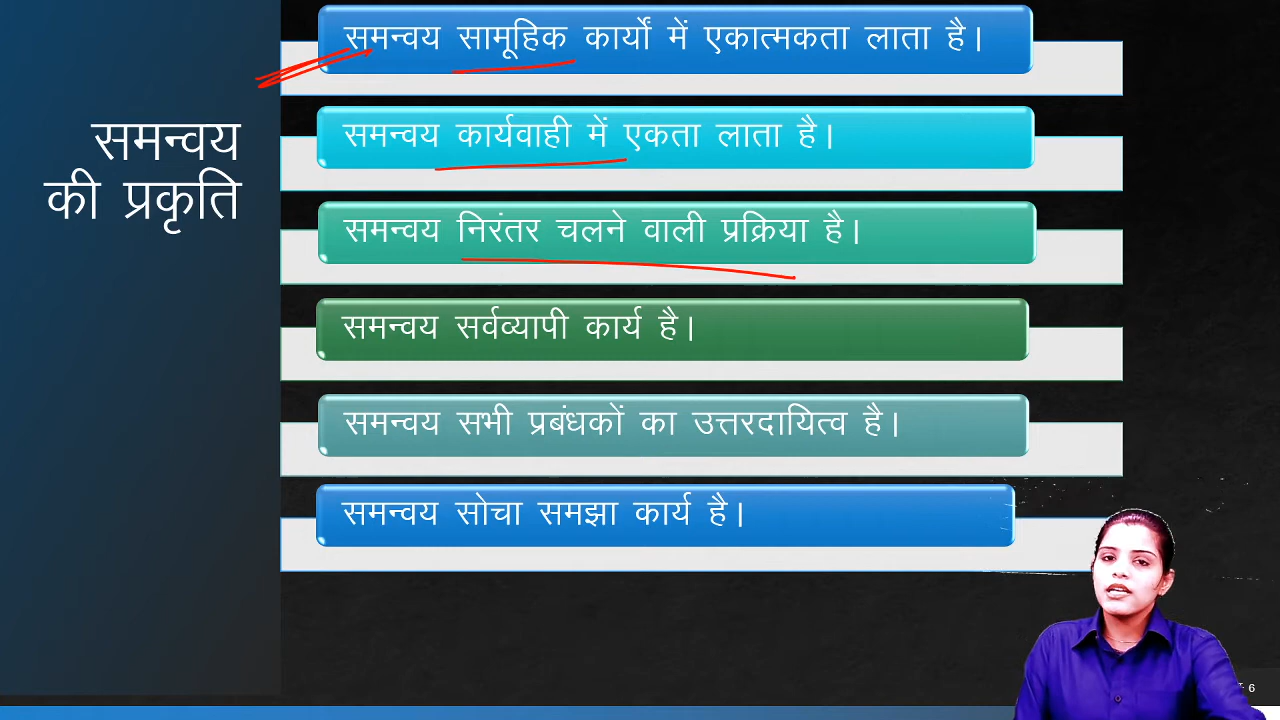 समन्वय
की प्रकृति
समन्वय सामूहिक कार्यों में एकात्मकता लाता है।
समन्वय कार्यवाही में एकता लाता है।
समन्वय निरंतर चलने वाली प्रक्रिया है।
समन्वय सर्वव्यापी कार्य है।
समन्वय सभी प्रबंधकों का उत्तरदायित्व है।
समन्वय सोचा समझा कार्य है।
6